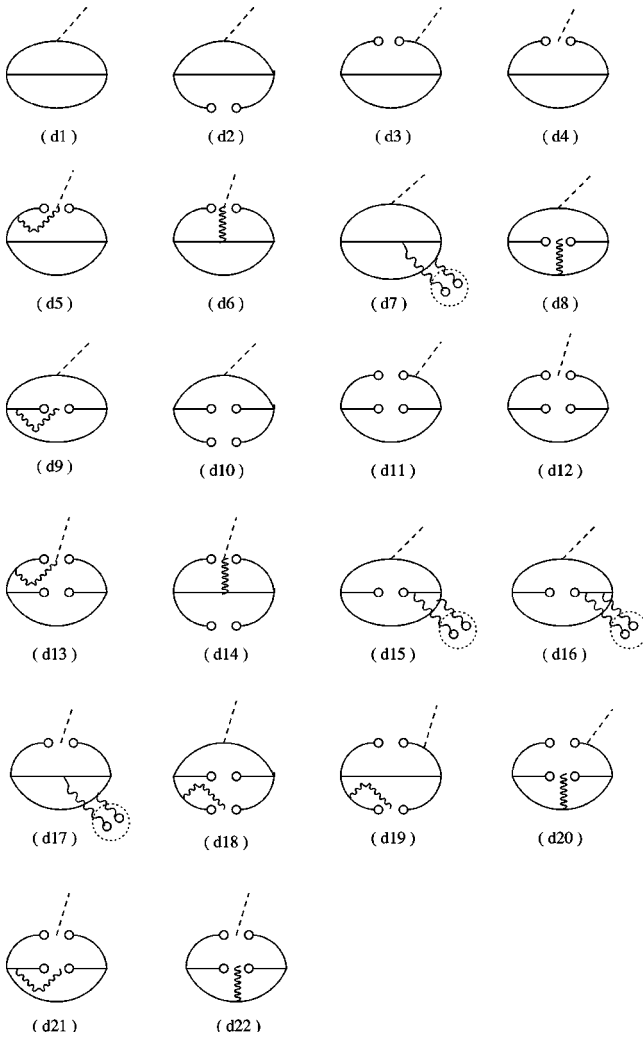 ( d1 ) ( d2 ) ( d3 ) ( d4 )
( d5 ) ( d6 ) ( d7 ) ( d8 )
( d9 ) ( d10 ) ( d11 ) ( d12 )
( d13 ) ( d14 ) ( d15 ) ( d16 )
( d17 ) ( d18 ) ( d19 ) ( d20 )
( d21 ) ( d22 )